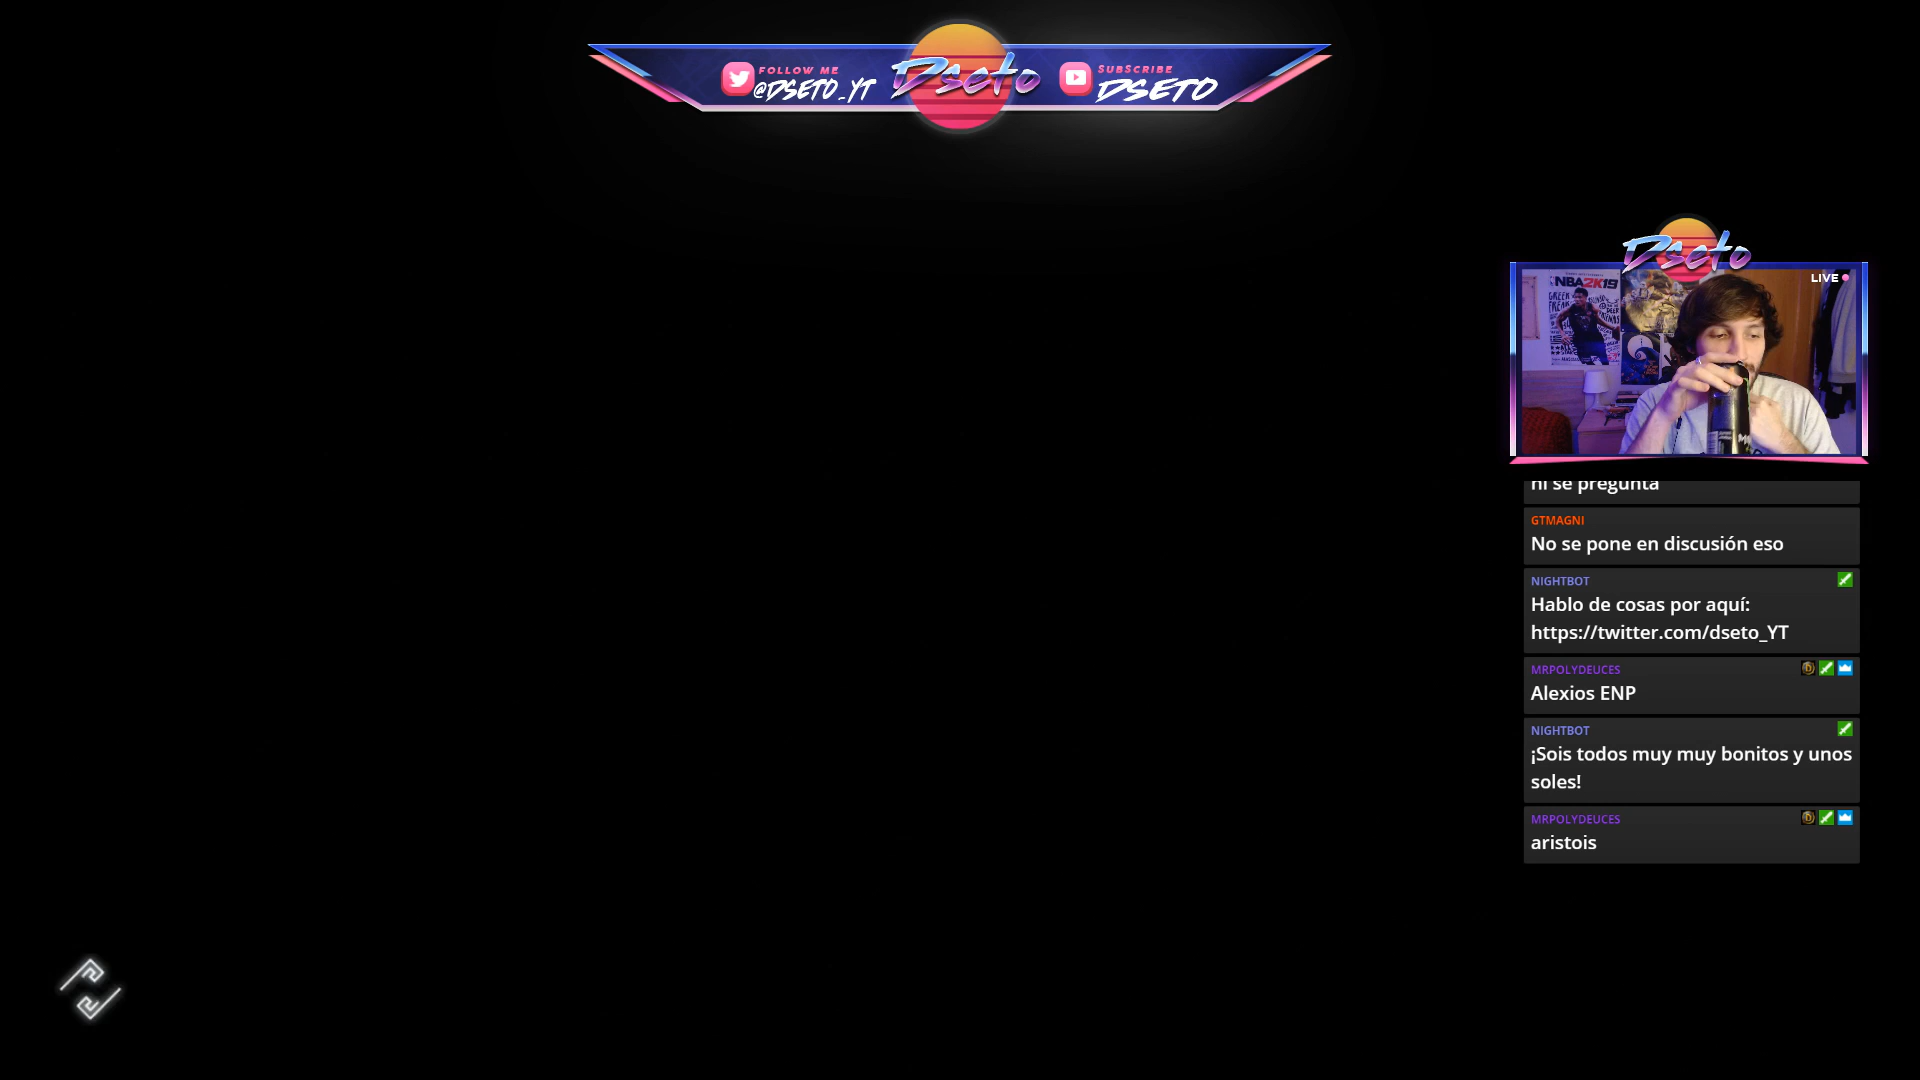 FOLLOW ME
@DSETO_YT
Dseto
SUBSCRIBE
DSETO
Dseto
LIVE
NBA2K19
GREEK
FREAK
ni se pregunta
GTMAGNI
No se pone en discusión eso
NIGHTBOT
Hablo de cosas por aquí:
https://twitter.com/dseto_YT
MRPOLYDEUCES
Alexios ENP
NIGHTBOT
¡Sois todos muy muy bonitos y unos
soles!
MRPOLYDEUCES
aristois